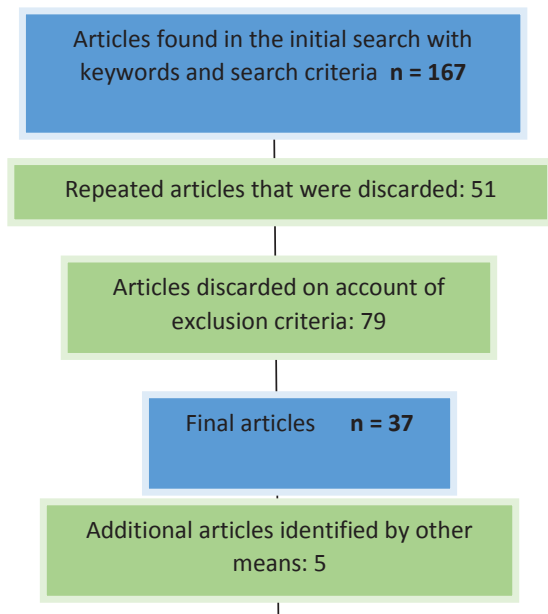 Articles found in the initial search with
keywords and search criteria n = 167
Repeated articles that were discarded: 51
Articles discarded on account of
exclusion criteria: 79
Final articles n = 37
Additional articles identified by other
means: 5